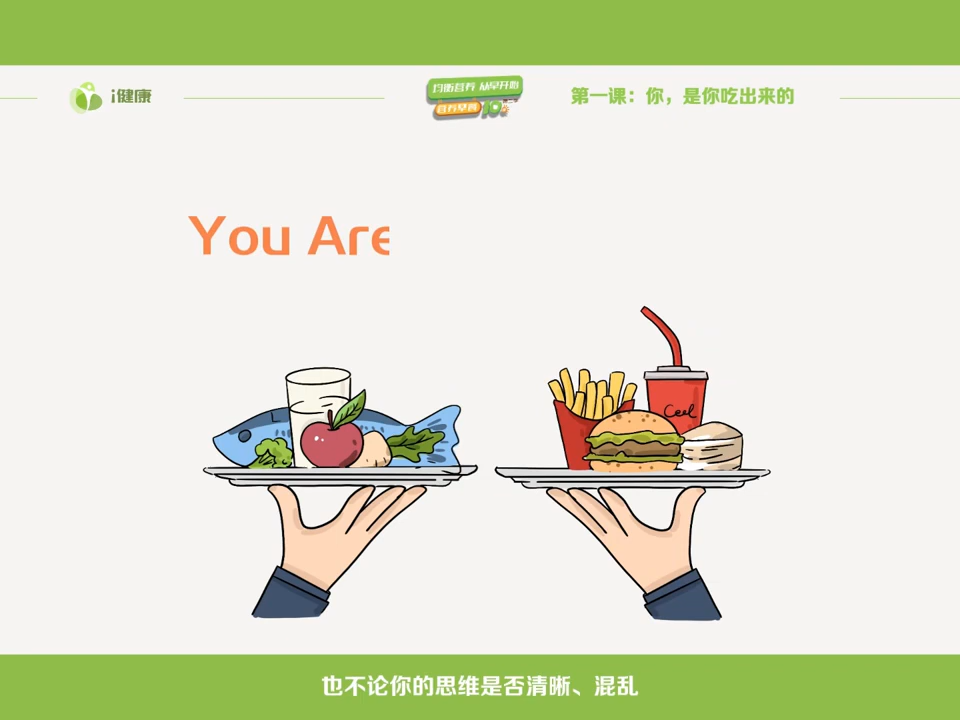 i健康
均衡营养 从早开始
营养早餐10
第一课：你，是你吃出来的
You Are
也不论你的思维是否清晰、混乱